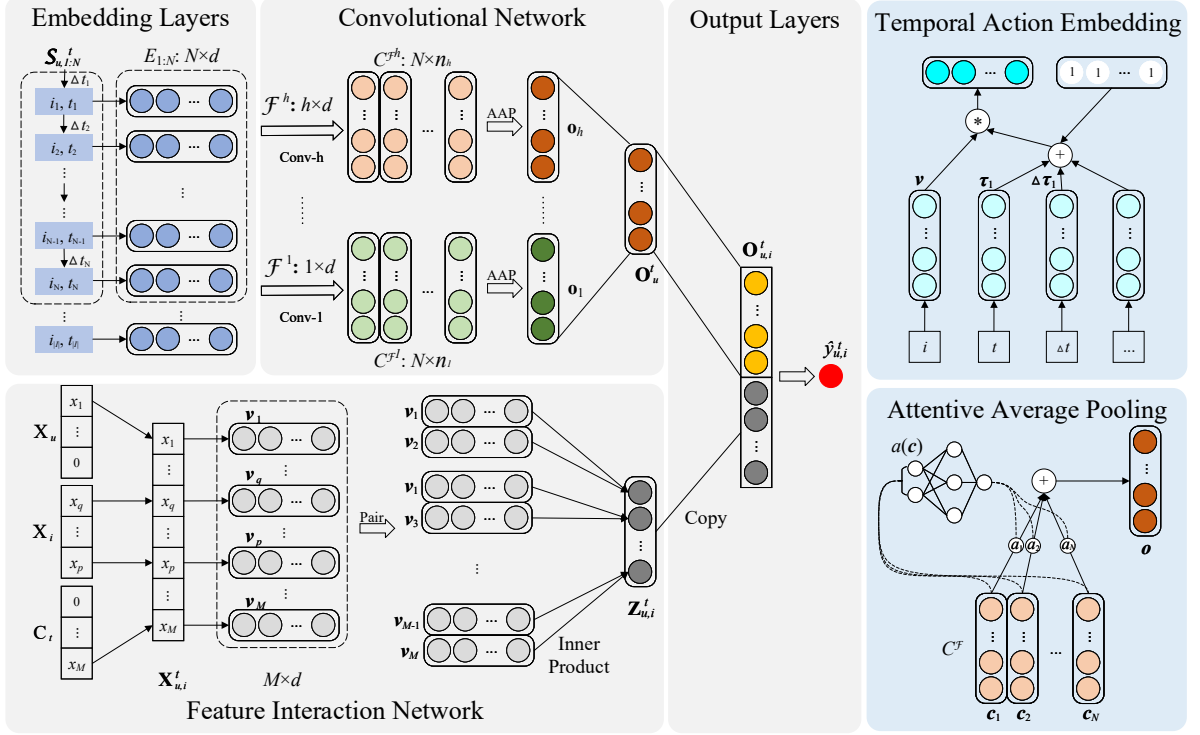 Embedding Layers
S_{u,1:N}^t
E_{1:N}: N×d
Δt_1
i_1, t_1
...
Δt_2
i_2, t_2
...
⋮
⋮
⋮
i_{N-1}, t_{N-1}
...
Δt_N
i_N, t_N
...
⋮
⋮
i_{|I|}, t_{|I|}
...
Convolutional Network
C^{ℱ^h}: N×n_h
ℱ^h: h×d
Conv-h
⋮ ⋮ ... ⋮
AAP
⋮
o_h
ℱ^1: 1×d
Conv-1
⋮ ⋮ ... ⋮
AAP
⋮
o_1
C^{ℱ^1}: N×n_1
⋮
O_u^t
Output Layers
O_{u,i}^t
⋮
⋮
ŷ_{u,i}^t
Copy
X_u
x_1
⋮
0
X_i
x_q
⋮
x_p
C_t
0
⋮
x_M
x_1
⋮
x_q
⋮
x_p
⋮
x_M
X_{u,i}^t
v_1
...
⋮
v_q
...
⋮
v_p
...
⋮
v_M
...
M×d
Pair
v_1 ...
v_2 ...
v_1 ...
v_3 ...
⋮
v_{M-1} ...
v_M ...
⋮
Z_{u,i}^t
Inner
Product
Feature Interaction Network
Temporal Action Embedding
...
1 1 ... 1
*
+
v
τ_1
Δτ_1
⋮ ⋮ ⋮ ⋮
i
t
Δt
...
Attentive Average Pooling
a(c)
+
⋮
o
a_1 a_2 a_N
C^ℱ
⋮ ⋮ ... ⋮
c_1 c_2 c_N